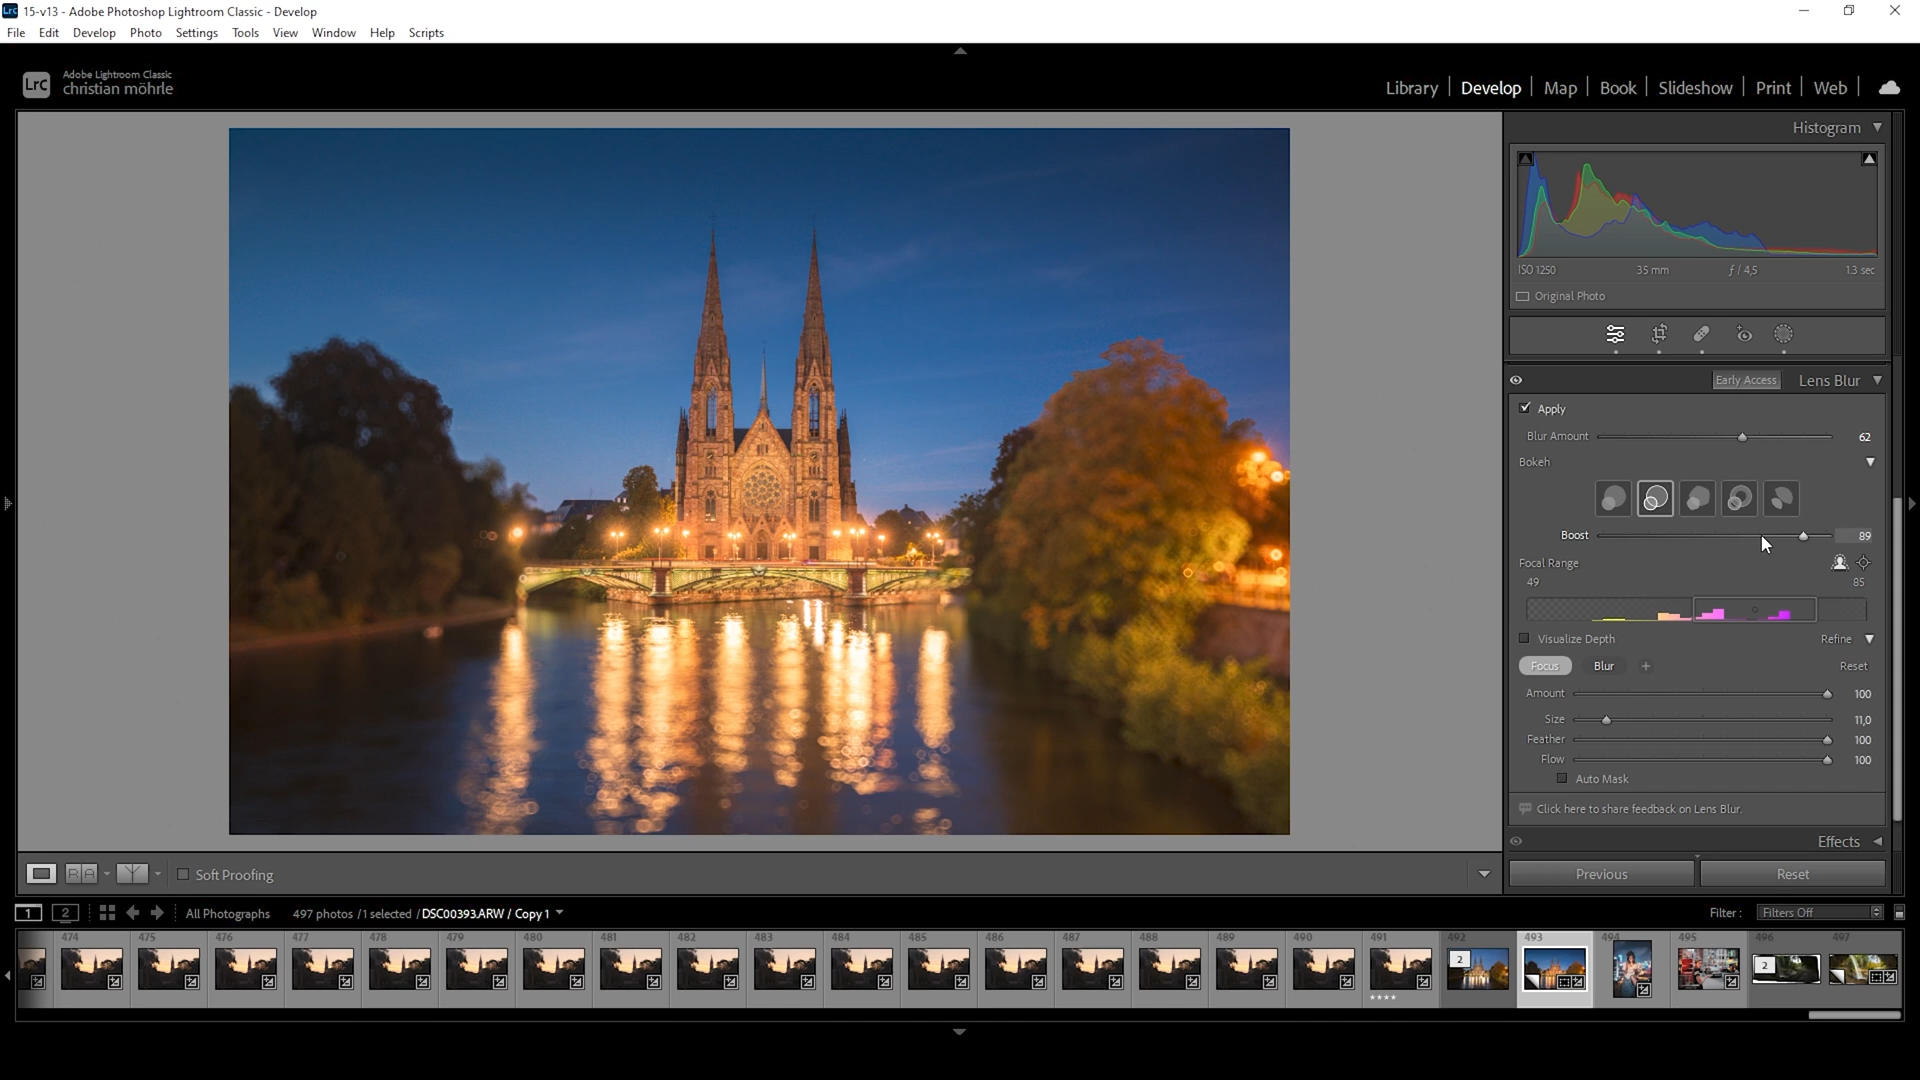 15-v13 - Adobe Photoshop Lightroom Classic - Develop
File Edit Develop Photo Settings Tools View Window Help Scripts
Lrc Adobe Lightroom Classic
christian möhrle
Library Develop Map Book Slideshow Print Web
Histogram
ISO 1250 35 mm ƒ / 4,5 1.3 sec
Original Photo
Early Access Lens Blur
Apply
Blur Amount 62
Bokeh
Boost 89
Focal Range
49 85
Visualize Depth Refine
Focus Blur + Reset
Amount 100
Size 11,0
Feather 100
Flow 100
Auto Mask
Click here to share feedback on Lens Blur.
Effects
Previous Reset
R A Y Soft Proofing
1 2 All Photographs 497 photos / 1 selected / DSC00393.ARW / Copy 1 Filter : Filters Off
474 475 476 477 478 479 480 481 482 483 484 485 486 487 488 489 490 491 492 493 494 495 496 497
2 2